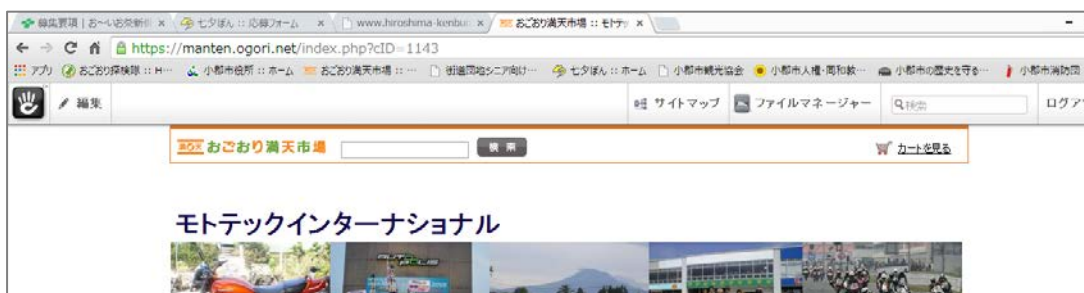 募集要項 | お~いお茶新俳
七夕ぼん :: 応募フォーム
www.hiroshima-kenbun
おごおり満天市場 :: モトテッ
https://manten.ogori.net/index.php?cID=1143
アプリ おごおり探検隊 :: H… 小郡市役所 :: ホーム おごおり満天市場 :: … 街道団地シニア向け… 七夕ぼん :: ホーム 小郡市観光協会 小郡市人権・同和教… 小郡市の歴史を守る… 小郡市消防団
編集 サイトマップ ファイルマネージャー 検索 ログア
おごおり満天市場 検索 カートを見る
モトテックインターナショナル